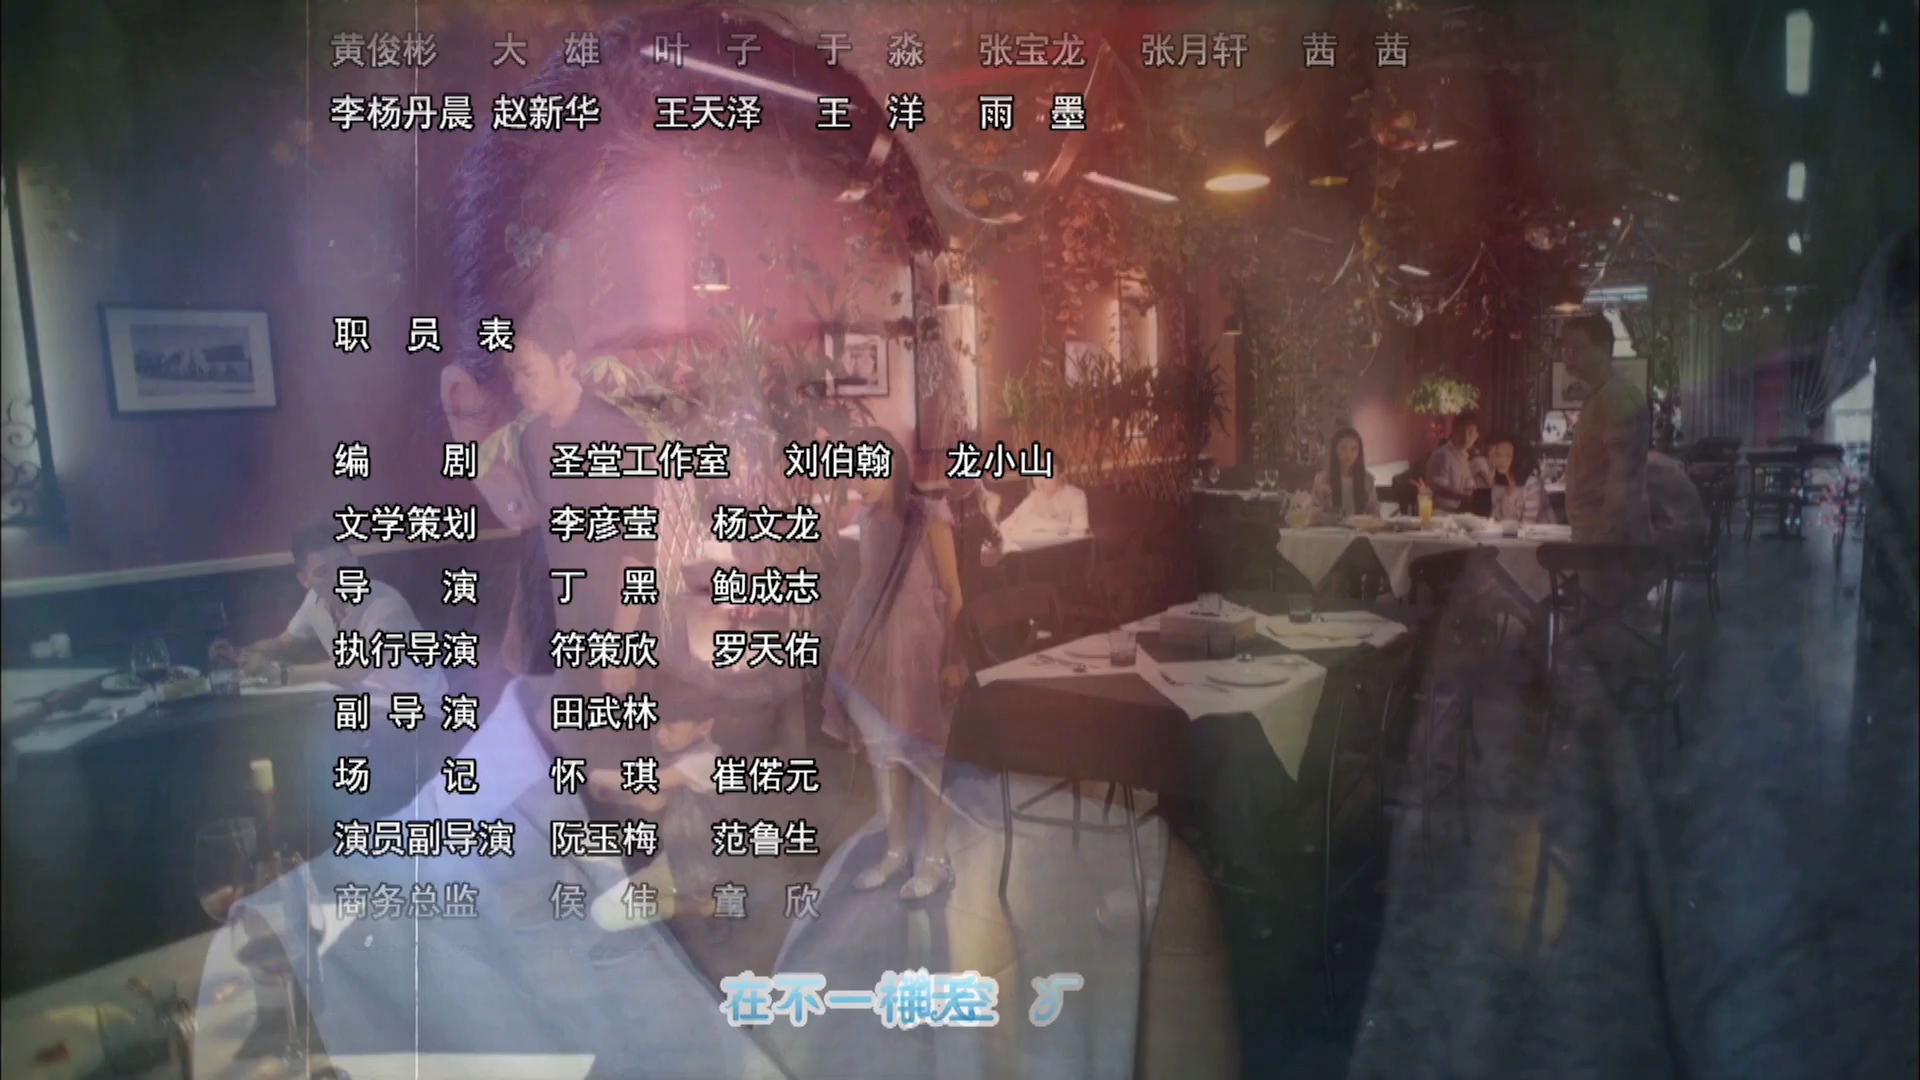 黄俊彬 大 雄 叶 子 于 淼 张宝龙 张月轩 茜 茜
李杨丹晨 赵新华 王天泽 王 洋 雨 墨
职 员 表
编 剧 圣堂工作室 刘伯翰 龙小山
文学策划 李彦莹 杨文龙
导 演 丁 黑 鲍成志
执行导演 符策欣 罗天佑
副 导 演 田武林
场 记 怀 琪 崔偌元
演员副导演 阮玉梅 范鲁生
商务总监 侯 伟 童 欣
在不一样